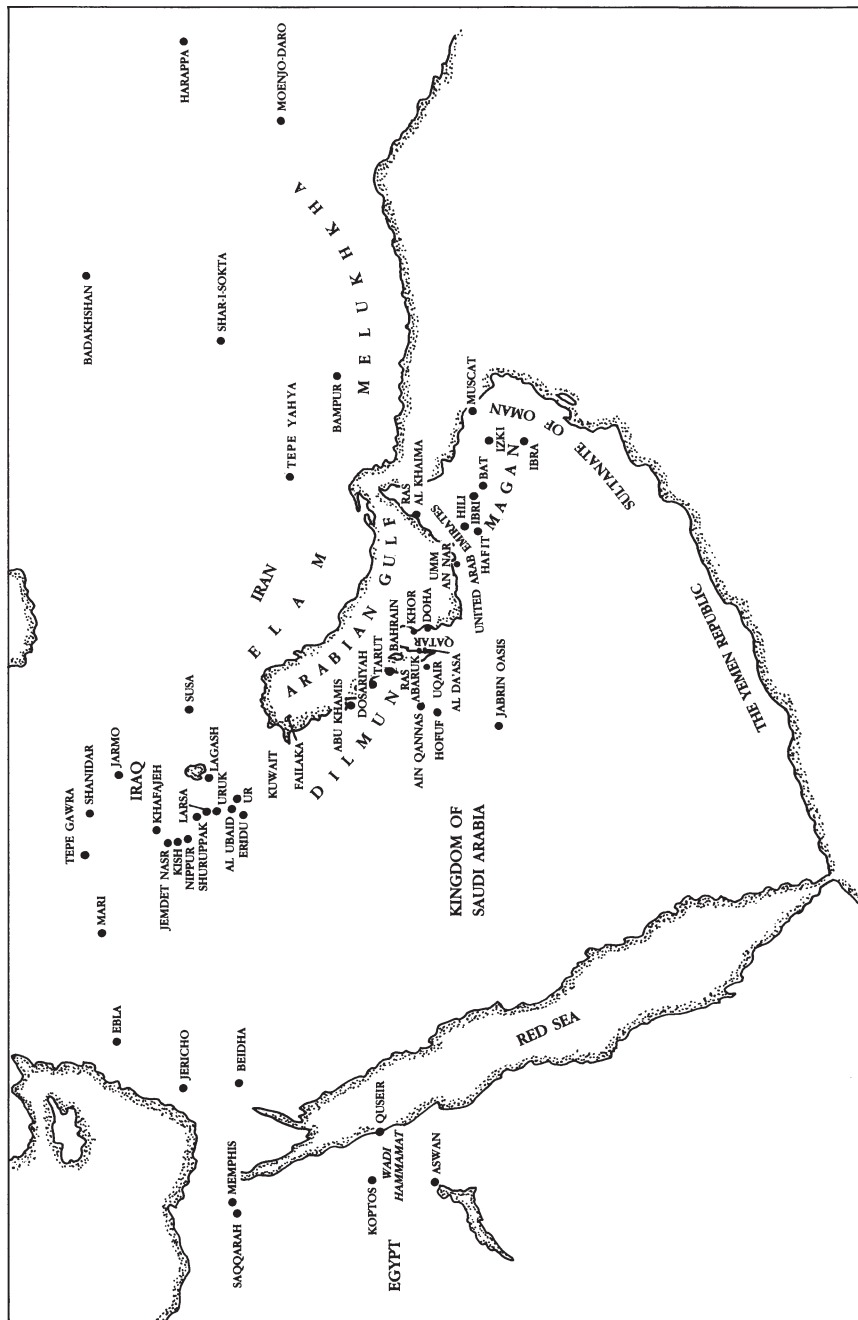 HARAPPA
MOENJO-DARO
BADAKHSHAN
SHAR-I-SOKTA
MELUKHKHA
BAMPUR
TEPE YAHYA
MUSCAT
SULTANATE OF OMAN
IZKI
IBRA
BAT
MAGAN
IBRI
HILI
HAFIT
RAS
AL KHAIMA
UNITED ARAB
EMIRATES
UMM
AN NAR
IRAN
ELAM
ARABIAN GULF
KHOR
DOHA
QATAR
BAHRAIN
TARUT
DOSARIYAH
ABU KHAMIS
RAS
ABARUK
UQAIR
AL DA'ASA
AIN QANNAS
HOFUF
JABRIN OASIS
DILMUN
THE YEMEN REPUBLIC
SUSA
KUWAIT
FAILAKA
TEPE GAWRA
SHANIDAR
JARMO
IRAQ
KHAFAJEH
LAGASH
LARSA
URUK
UR
JEMDET NASR
KISH
NIPPUR
SHURUPPAK
AL UBAID
ERIDU
KINGDOM OF
SAUDI ARABIA
MARI
EBLA
JERICHO
BEIDHA
RED SEA
MEMPHIS
SAQQARAH
QUSEIR
WADI
HAMMAMAT
KOPTOS
ASWAN
EGYPT